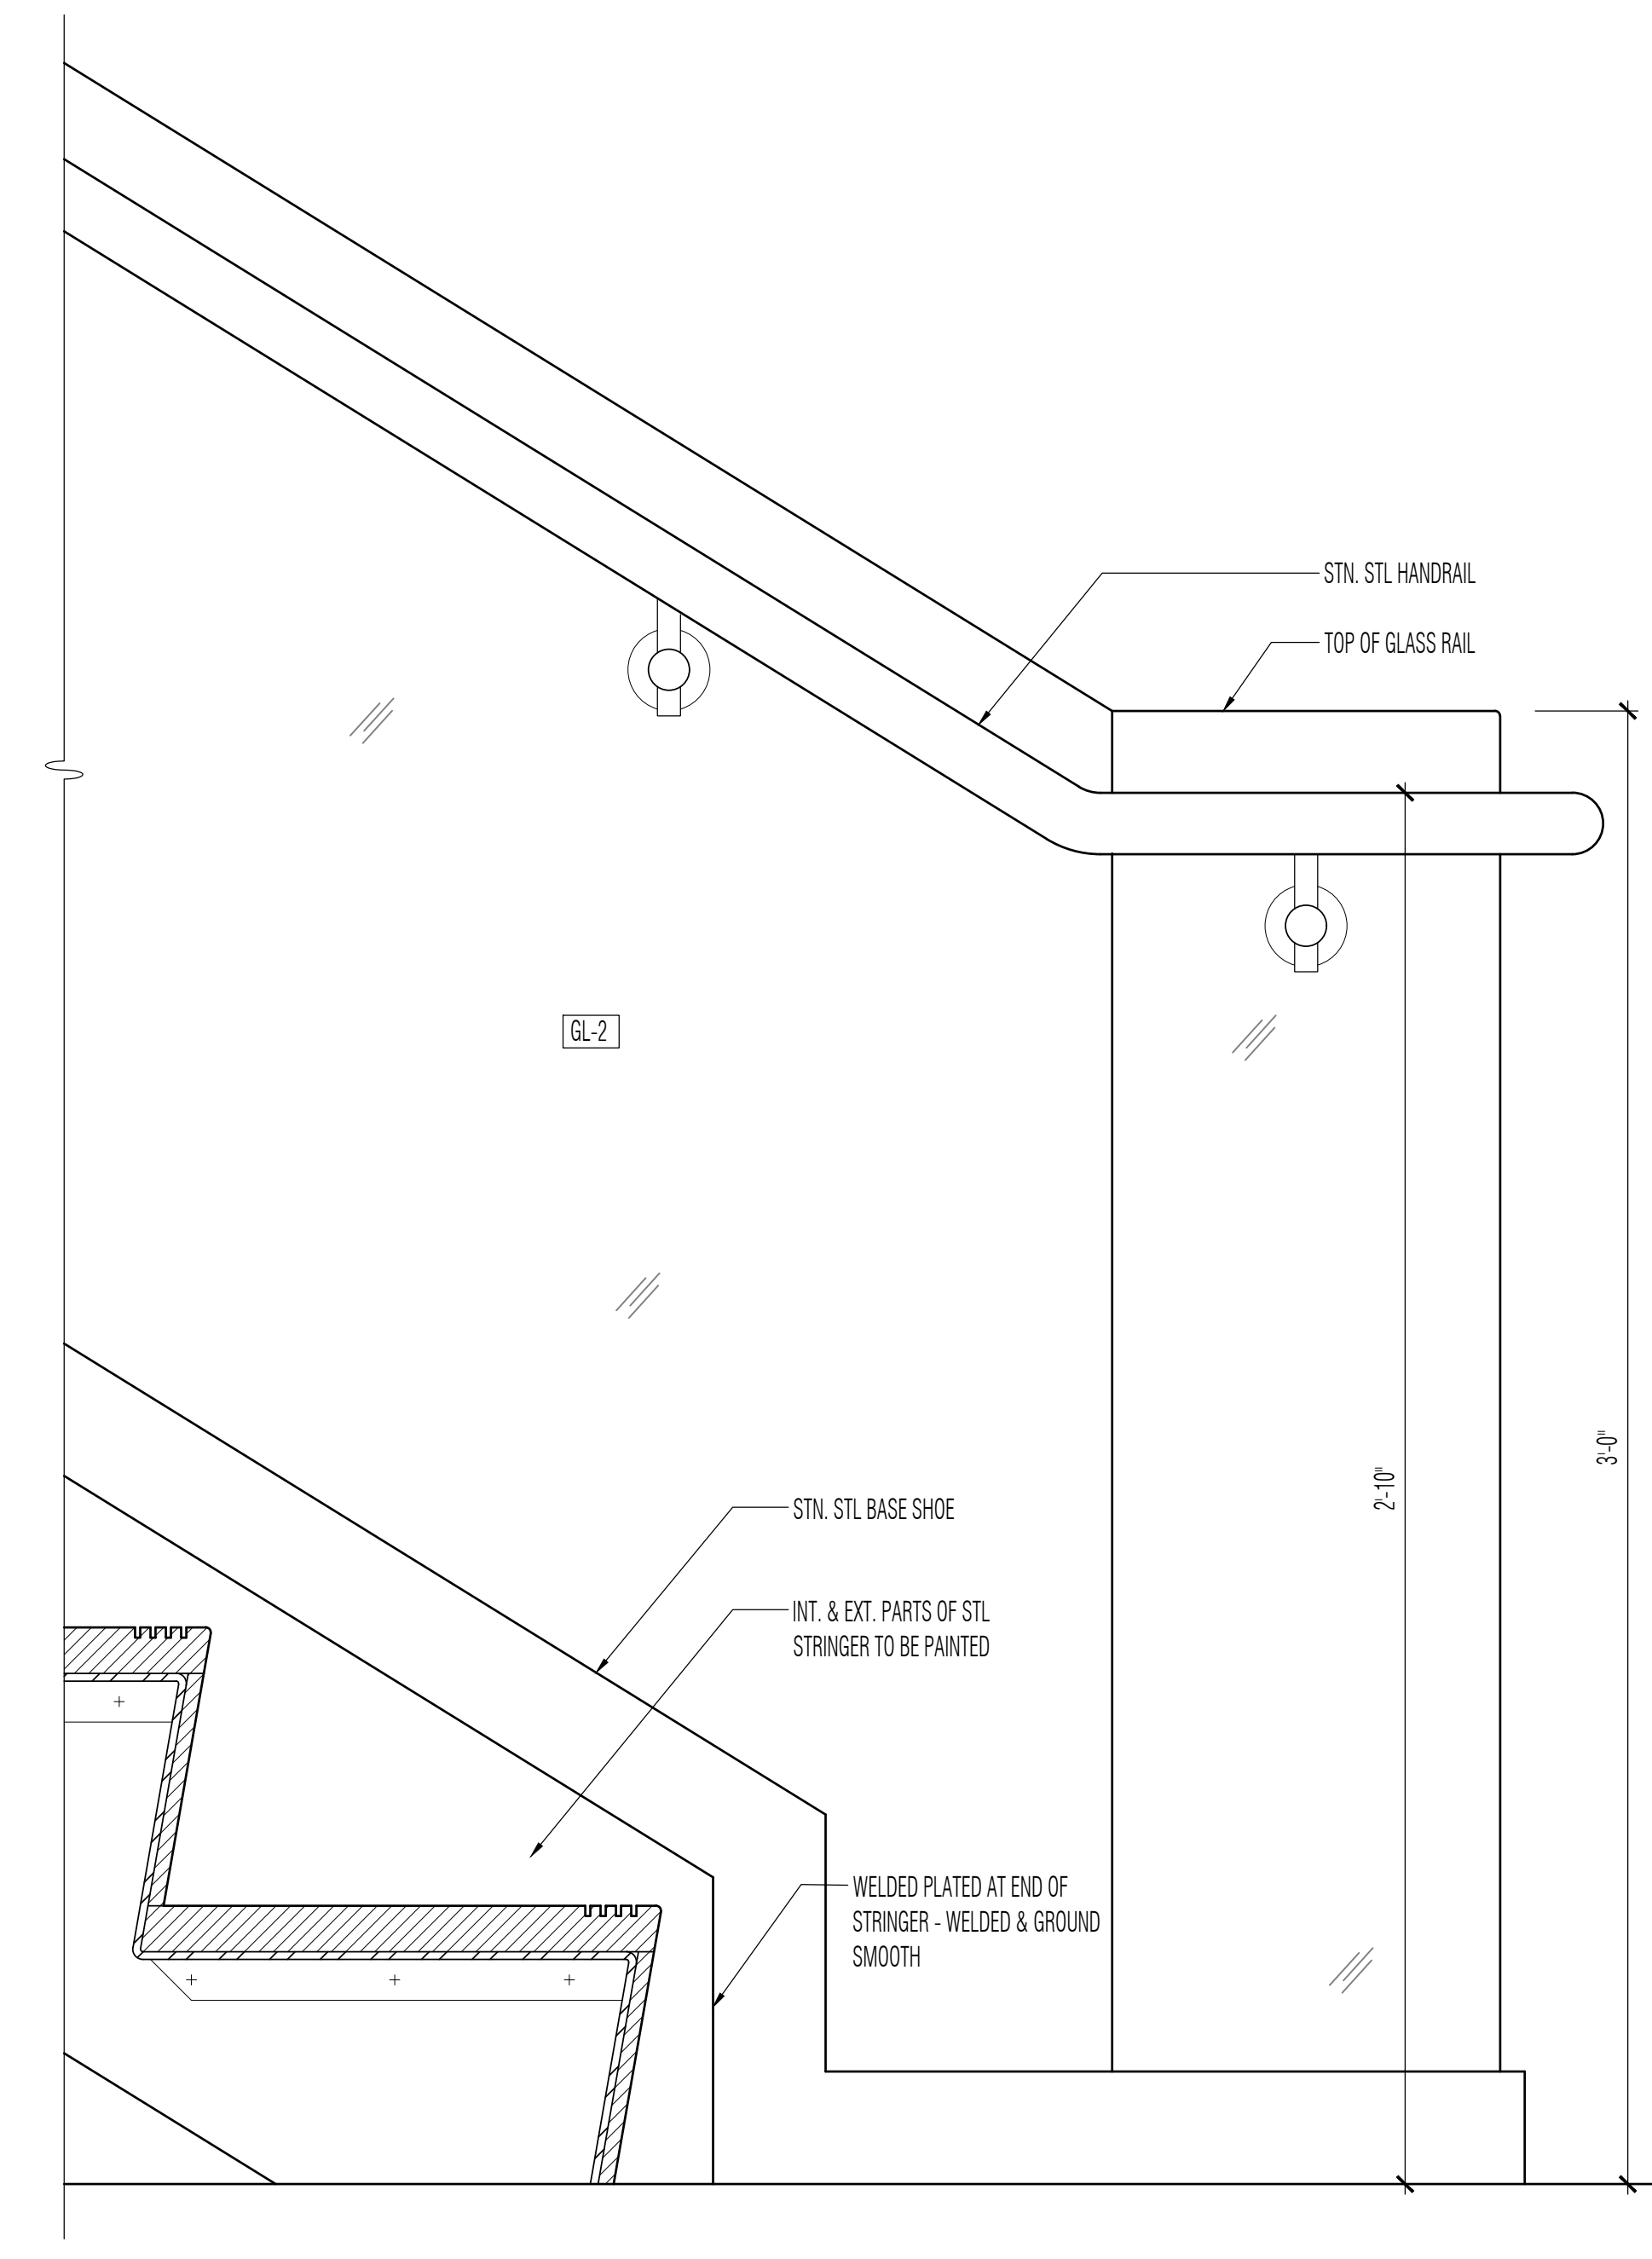 STN. STL HANDRAIL
TOP OF GLASS RAIL
GL-2
3'-0"
2'-10"
STN. STL BASE SHOE
INT. & EXT. PARTS OF STL
STRINGER TO BE PAINTED
WELDED PLATED AT END OF
STRINGER - WELDED & GROUND
SMOOTH